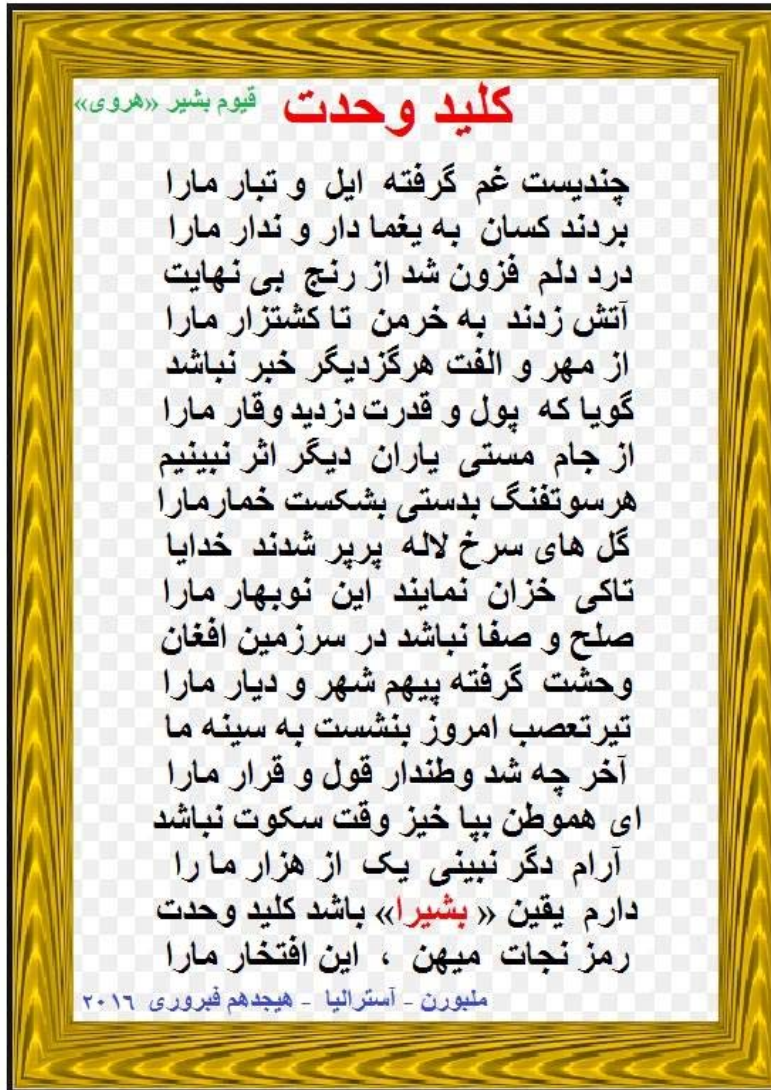 کلید وحدت قیوم بشیر «هروی»
چندیست غم گرفته ایل و تبار مارا
بردند کسان به یغما دار و ندار مارا
درد دلم فزون شد از رنج بی نهایت
آتش زدند به خرمن تا کشتزار مارا
از مهر و الفت هرگزدیگر خبر نباشد
گویا که پول و قدرت دزدید وقار مارا
از جام مستی یاران دیگر اثر نبینیم
هرسوتفنگ بدستی بشکست خمارمارا
گل های سرخ لاله پرپر شدند خدایا
تاکی خزان نمایند این نوبهار مارا
صلح و صفا نباشد در سرزمین افغان
وحشت گرفته پیهم شهر و دیار مارا
تیرتعصب امروز بنشست به سینه ما
آخر چه شد وطندار قول و قرار مارا
ای هموطن بپا خیز وقت سکوت نباشد
آرام دگر نبینی یک از هزار ما را
دارم یقین « بشیرا» باشد کلید وحدت
رمز نجات میهن ، این افتخار مارا
ملبورن - آسترالیا - هیجدهم فبروری ۲۰۱۶